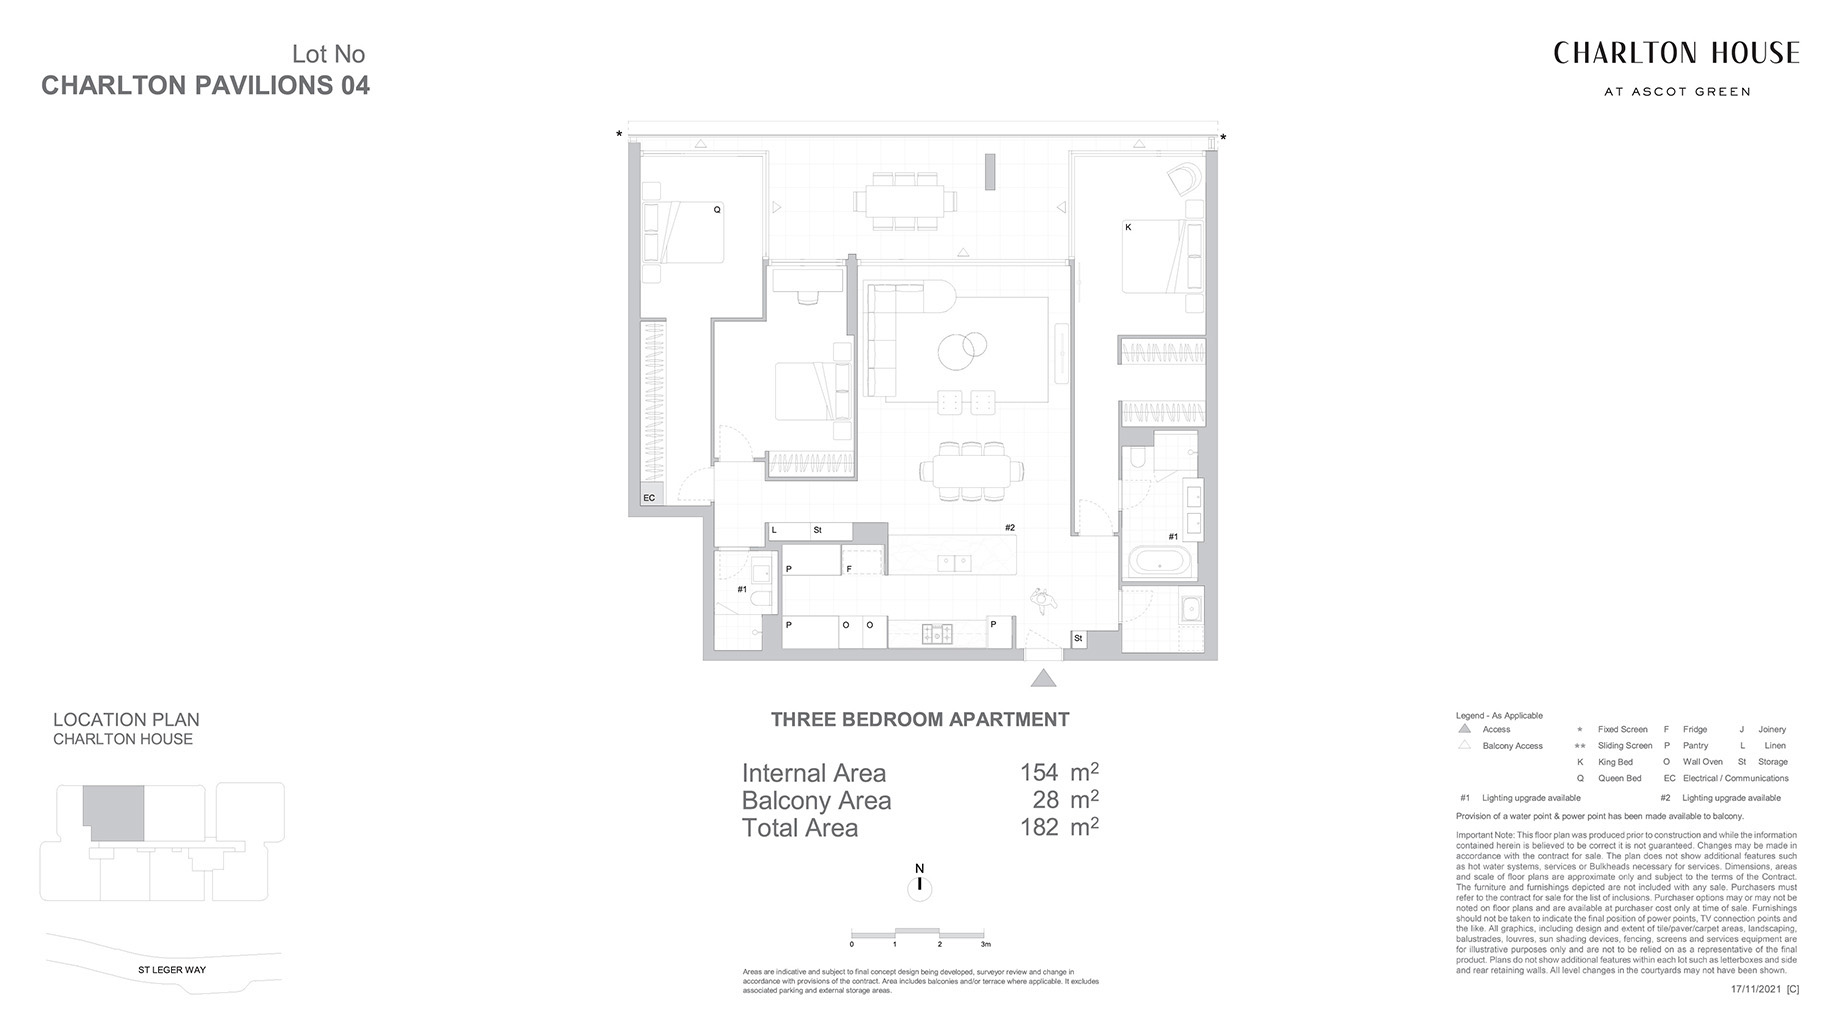 Lot No
CHARLTON PAVILIONS 04
CHARLTON HOUSE
AT ASCOT GREEN
*
*
Q
K
EC
L
St
#2
#1
P
F
#1
P
O
O
P
St
LOCATION PLAN
CHARLTON HOUSE
ST LEGER WAY
THREE BEDROOM APARTMENT
Internal Area 154 m²
Balcony Area 28 m²
Total Area 182 m²
N
0 1 2 3m
Areas are indicative and subject to final concept design being developed, surveyor review and change in
accordance with provisions of the contract. Area includes balconies and/or terrace where applicable. It excludes
associated parking and external storage areas.
Legend - As Applicable
Access * Fixed Screen F Fridge J Joinery
Balcony Access ** Sliding Screen P Pantry L Linen
K King Bed O Wall Oven St Storage
Q Queen Bed EC Electrical / Communications
#1 Lighting upgrade available #2 Lighting upgrade available
Provision of a water point & power point has been made available to balcony.
Important Note: This floor plan was produced prior to construction and while the information
contained herein is believed to be correct it is not guaranteed. Changes may be made in
accordance with the contract for sale. The plan does not show additional features such
as hot water systems, services or Bulkheads necessary for services. Dimensions, areas
and scale of floor plans are approximate only and subject to the terms of the Contract.
The furniture and furnishings depicted are not included with any sale. Purchasers must
refer to the contract for sale for the list of inclusions. Purchaser options may or may not be
noted on floor plans and are available at purchaser cost only at time of sale. Furnishings
should not be taken to indicate the final position of power points, TV connection points and
the like. All graphics, including design and extent of tile/paver/carpet areas, landscaping,
balustrades, louvres, sun shading devices, fencing, screens and services equipment are
for illustrative purposes only and are not to be relied on as a representative of the final
product. Plans do not show additional features within each lot such as letterboxes and side
and rear retaining walls. All level changes in the courtyards may not have been shown.
17/11/2021 [C]